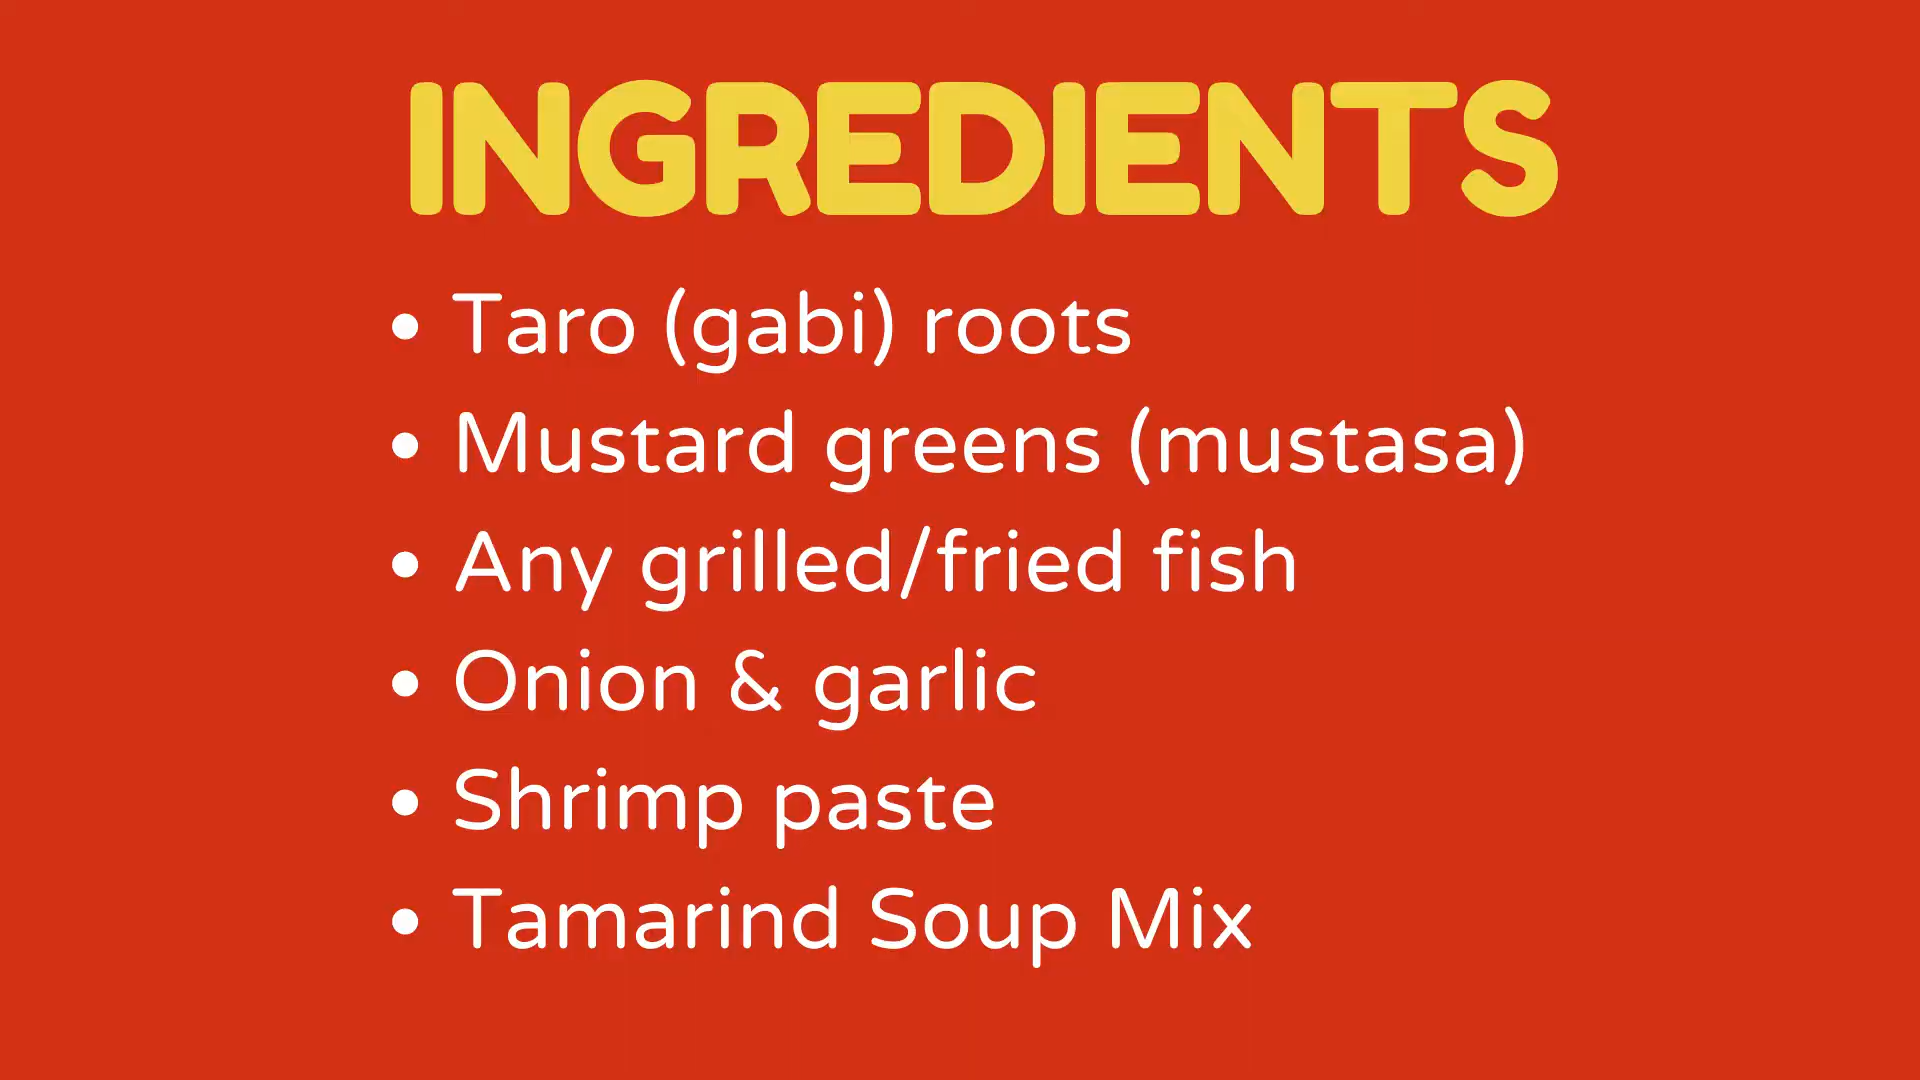 INGREDIENTS
• Taro (gabi) roots
• Mustard greens (mustasa)
• Any grilled/fried fish
• Onion & garlic
• Shrimp paste
• Tamarind Soup Mix